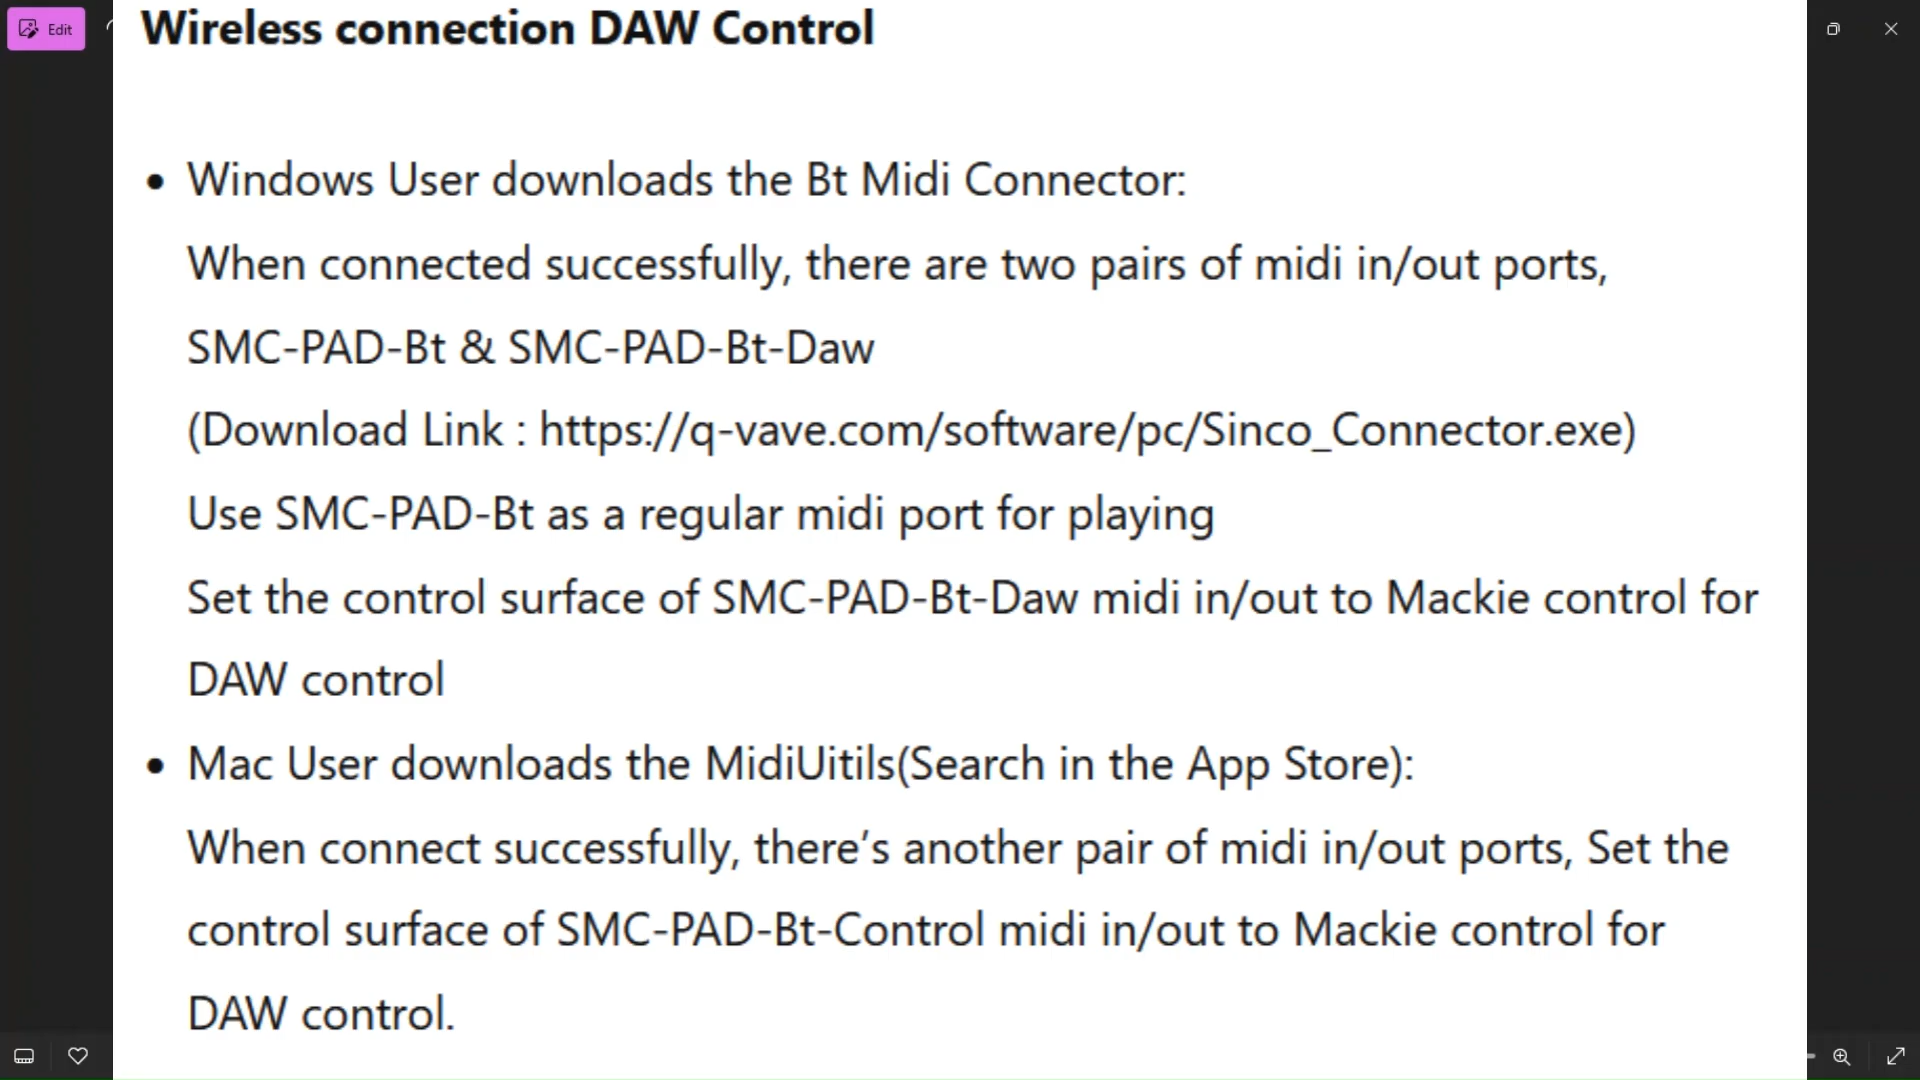 Edit
Wireless connection DAW Control
• Windows User downloads the Bt Midi Connector:
When connected successfully, there are two pairs of midi in/out ports,
SMC-PAD-Bt & SMC-PAD-Bt-Daw
(Download Link : https://q-vave.com/software/pc/Sinco_Connector.exe)
Use SMC-PAD-Bt as a regular midi port for playing
Set the control surface of SMC-PAD-Bt-Daw midi in/out to Mackie control for
DAW control
• Mac User downloads the MidiUitils(Search in the App Store):
When connect successfully, there’s another pair of midi in/out ports, Set the
control surface of SMC-PAD-Bt-Control midi in/out to Mackie control for
DAW control.